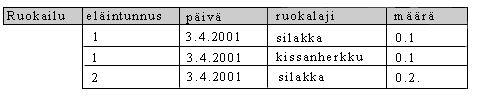 Ruokailu eläintunnus päivä ruokalaji määrä
1 3.4.2001 silakka 0.1
1 3.4.2001 kissanherkku 0.1
2 3.4.2001 silakka 0.2.